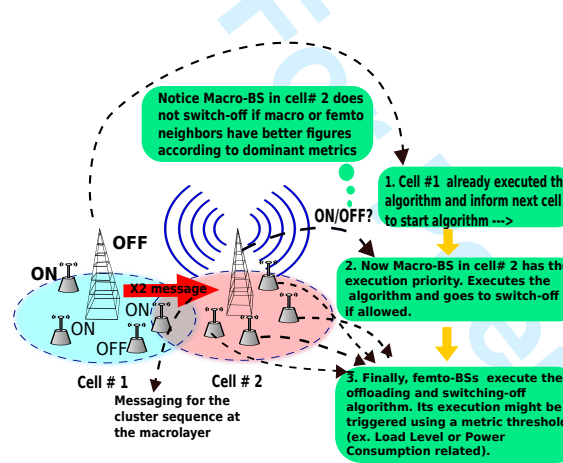 Notice Macro-BS in cell# 2 does
not switch-off if macro or femto
neighbors have better figures
according to dominant metrics
1. Cell #1 already executed the
algorithm and inform next cell
to start algorithm --->
ON/OFF?
OFF
ON
X2 message
2. Now Macro-BS in cell# 2 has the
execution priority. Executes the
algorithm and goes to switch-off
if allowed.
ON
ON
OFF
Cell # 1
Cell # 2
Messaging for the
cluster sequence at
the macrolayer
3. Finally, femto-BSs execute the
offloading and switching-off
algorithm. Its execution might be
triggered using a metric threshold
(ex. Load Level or Power
Consumption related).
For